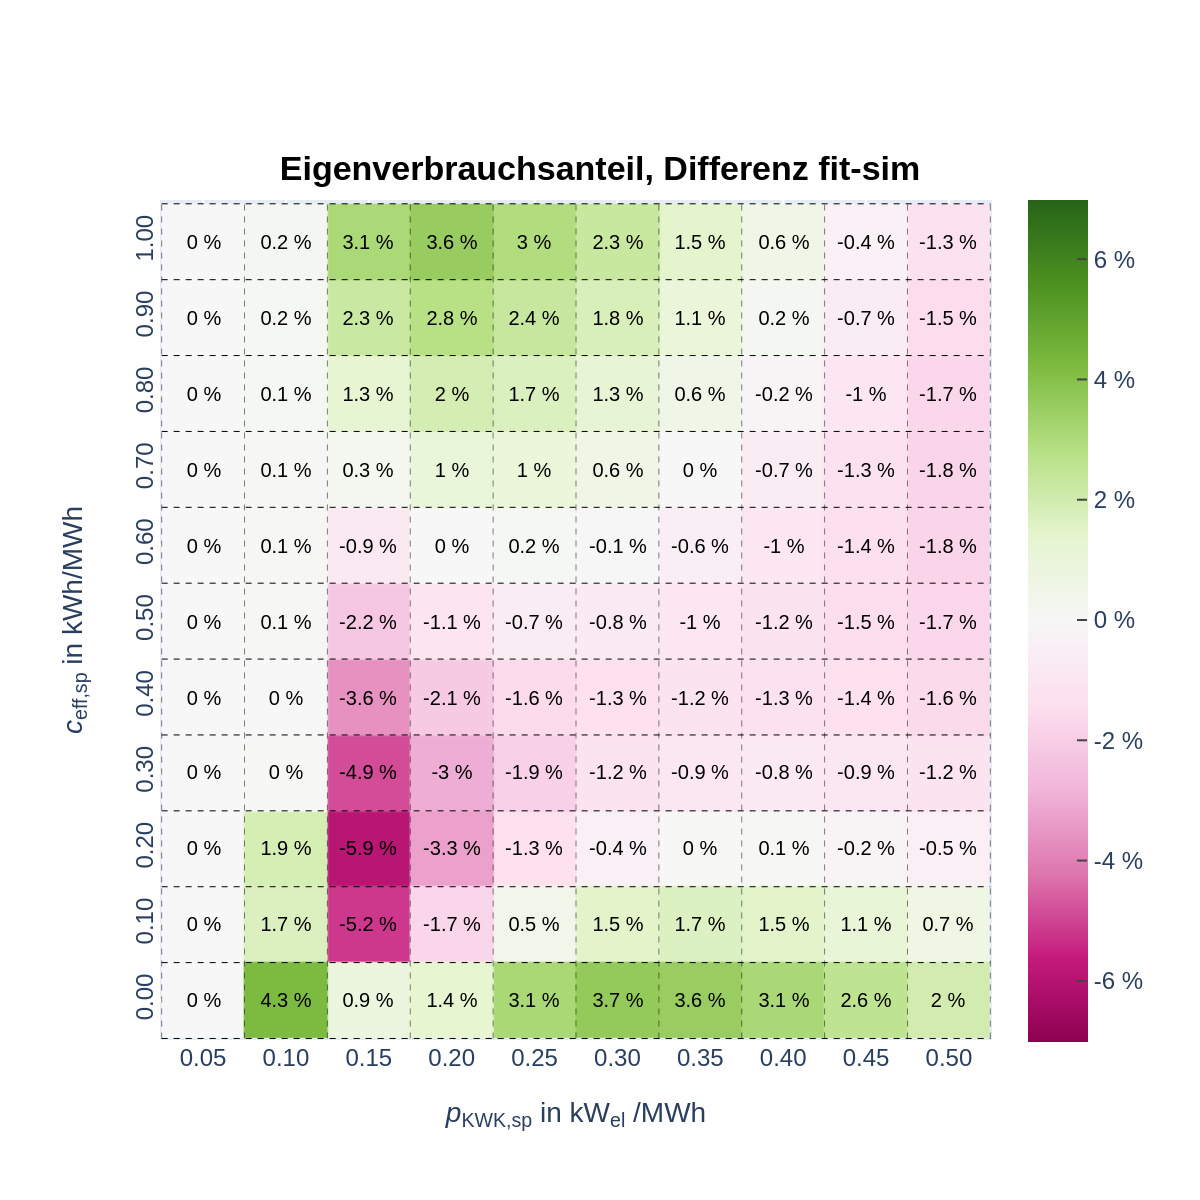 Eigenverbrauchsanteil, Differenz fit-sim
1.00 0 % 0.2 % 3.1 % 3.6 % 3 % 2.3 % 1.5 % 0.6 % -0.4 % -1.3 %
0.90 0 % 0.2 % 2.3 % 2.8 % 2.4 % 1.8 % 1.1 % 0.2 % -0.7 % -1.5 %
0.80 0 % 0.1 % 1.3 % 2 % 1.7 % 1.3 % 0.6 % -0.2 % -1 % -1.7 %
0.70 0 % 0.1 % 0.3 % 1 % 1 % 0.6 % 0 % -0.7 % -1.3 % -1.8 %
0.60 0 % 0.1 % -0.9 % 0 % 0.2 % -0.1 % -0.6 % -1 % -1.4 % -1.8 %
0.50 0 % 0.1 % -2.2 % -1.1 % -0.7 % -0.8 % -1 % -1.2 % -1.5 % -1.7 %
0.40 0 % 0 % -3.6 % -2.1 % -1.6 % -1.3 % -1.2 % -1.3 % -1.4 % -1.6 %
0.30 0 % 0 % -4.9 % -3 % -1.9 % -1.2 % -0.9 % -0.8 % -0.9 % -1.2 %
0.20 0 % 1.9 % -5.9 % -3.3 % -1.3 % -0.4 % 0 % 0.1 % -0.2 % -0.5 %
0.10 0 % 1.7 % -5.2 % -1.7 % 0.5 % 1.5 % 1.7 % 1.5 % 1.1 % 0.7 %
0.00 0 % 4.3 % 0.9 % 1.4 % 3.1 % 3.7 % 3.6 % 3.1 % 2.6 % 2 %
0.05 0.10 0.15 0.20 0.25 0.30 0.35 0.40 0.45 0.50
p KWK,sp in kW el /MWh
c eff,sp in kWh/MWh
6 %
4 %
2 %
0 %
-2 %
-4 %
-6 %